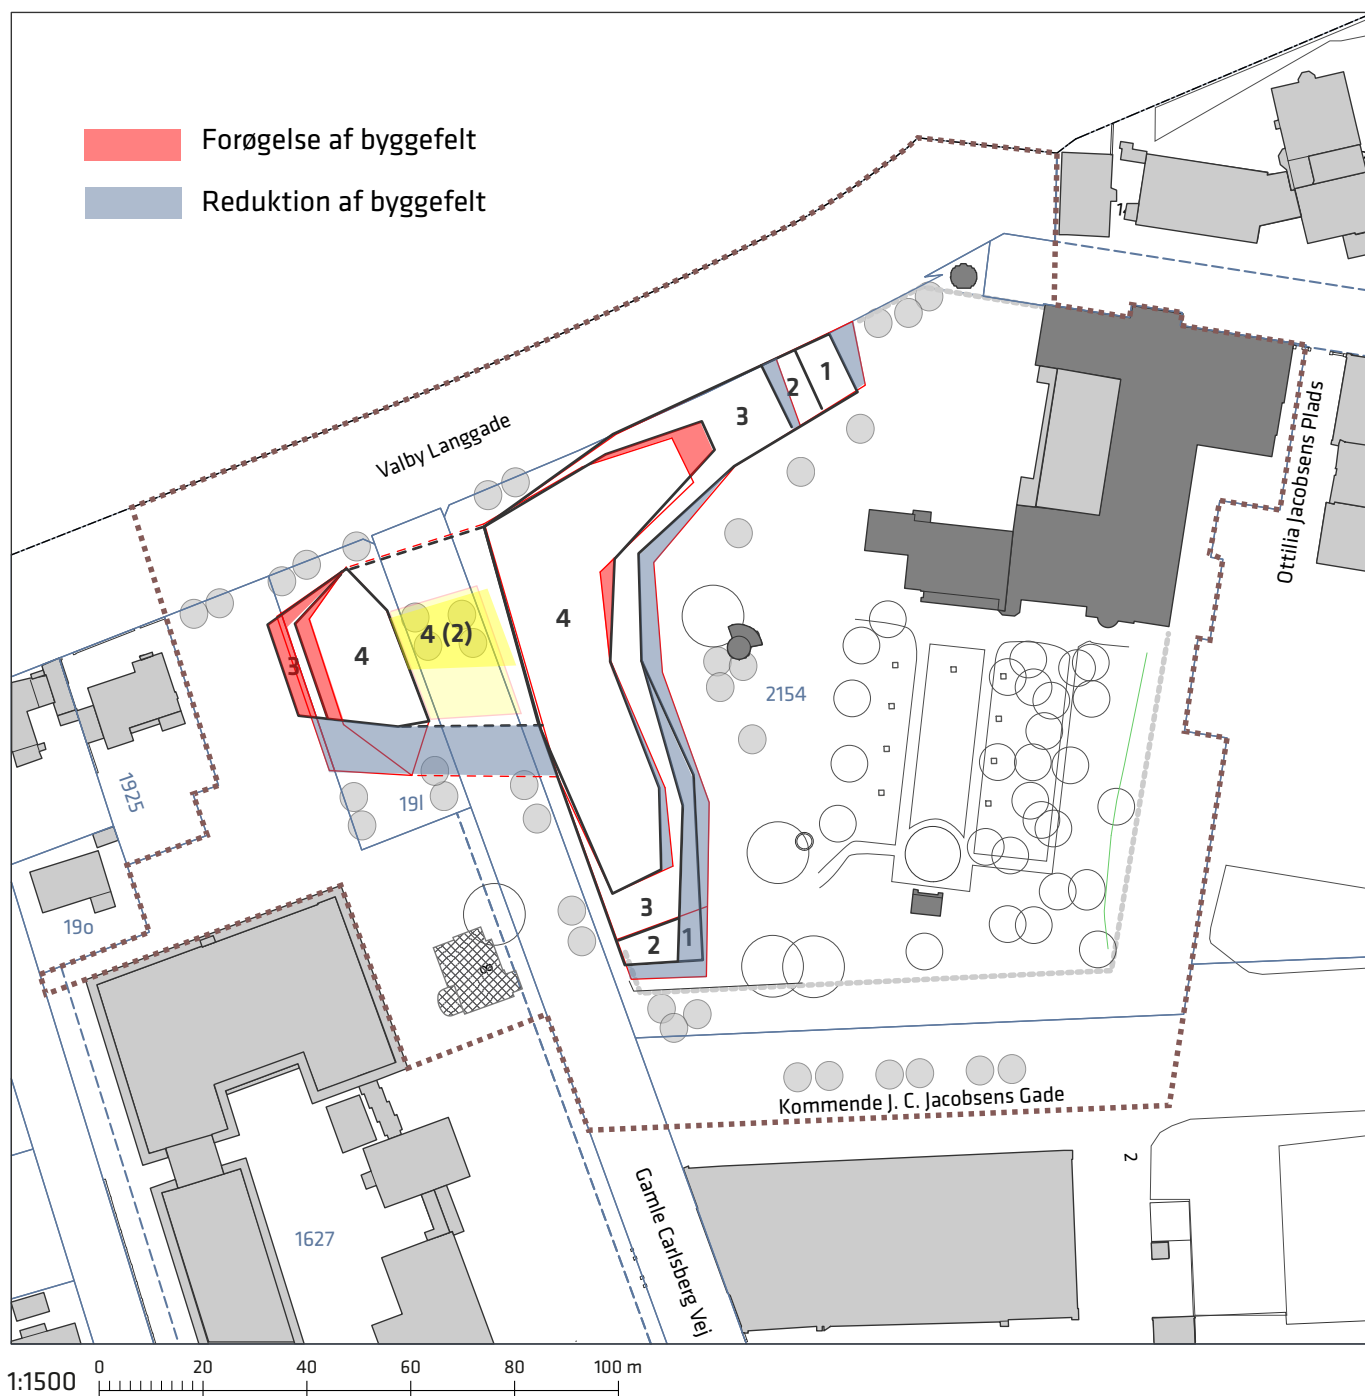 Forøgelse af byggefelt
Reduktion af byggefelt
Valby Langgade
Ottilia Jacobsens Plads
1
2
3
4
4 (2)
4
3
2154
1925
19l
19o
3
2
1
Kommende J. C. Jacobsens Gade
2
Gamle Carlsberg Vej
1627
1:1500
0 20 40 60 80 100 m